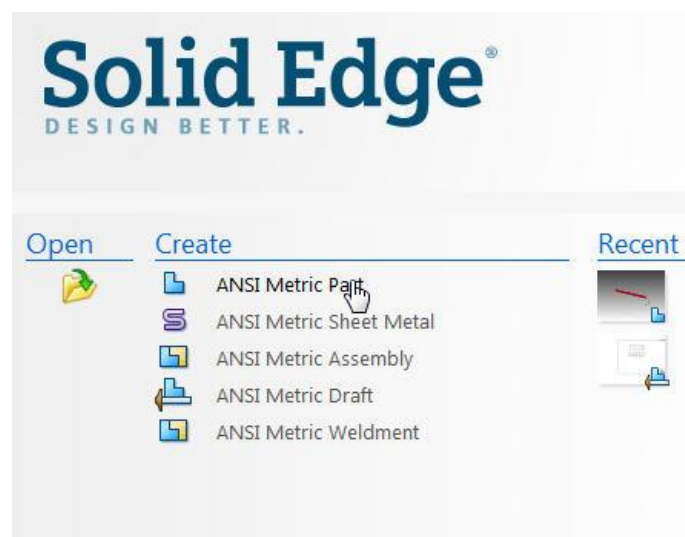 Solid Edge®
DESIGN BETTER.
Open
Create
Recent
ANSI Metric Part
ANSI Metric Sheet Metal
ANSI Metric Assembly
ANSI Metric Draft
ANSI Metric Weldment